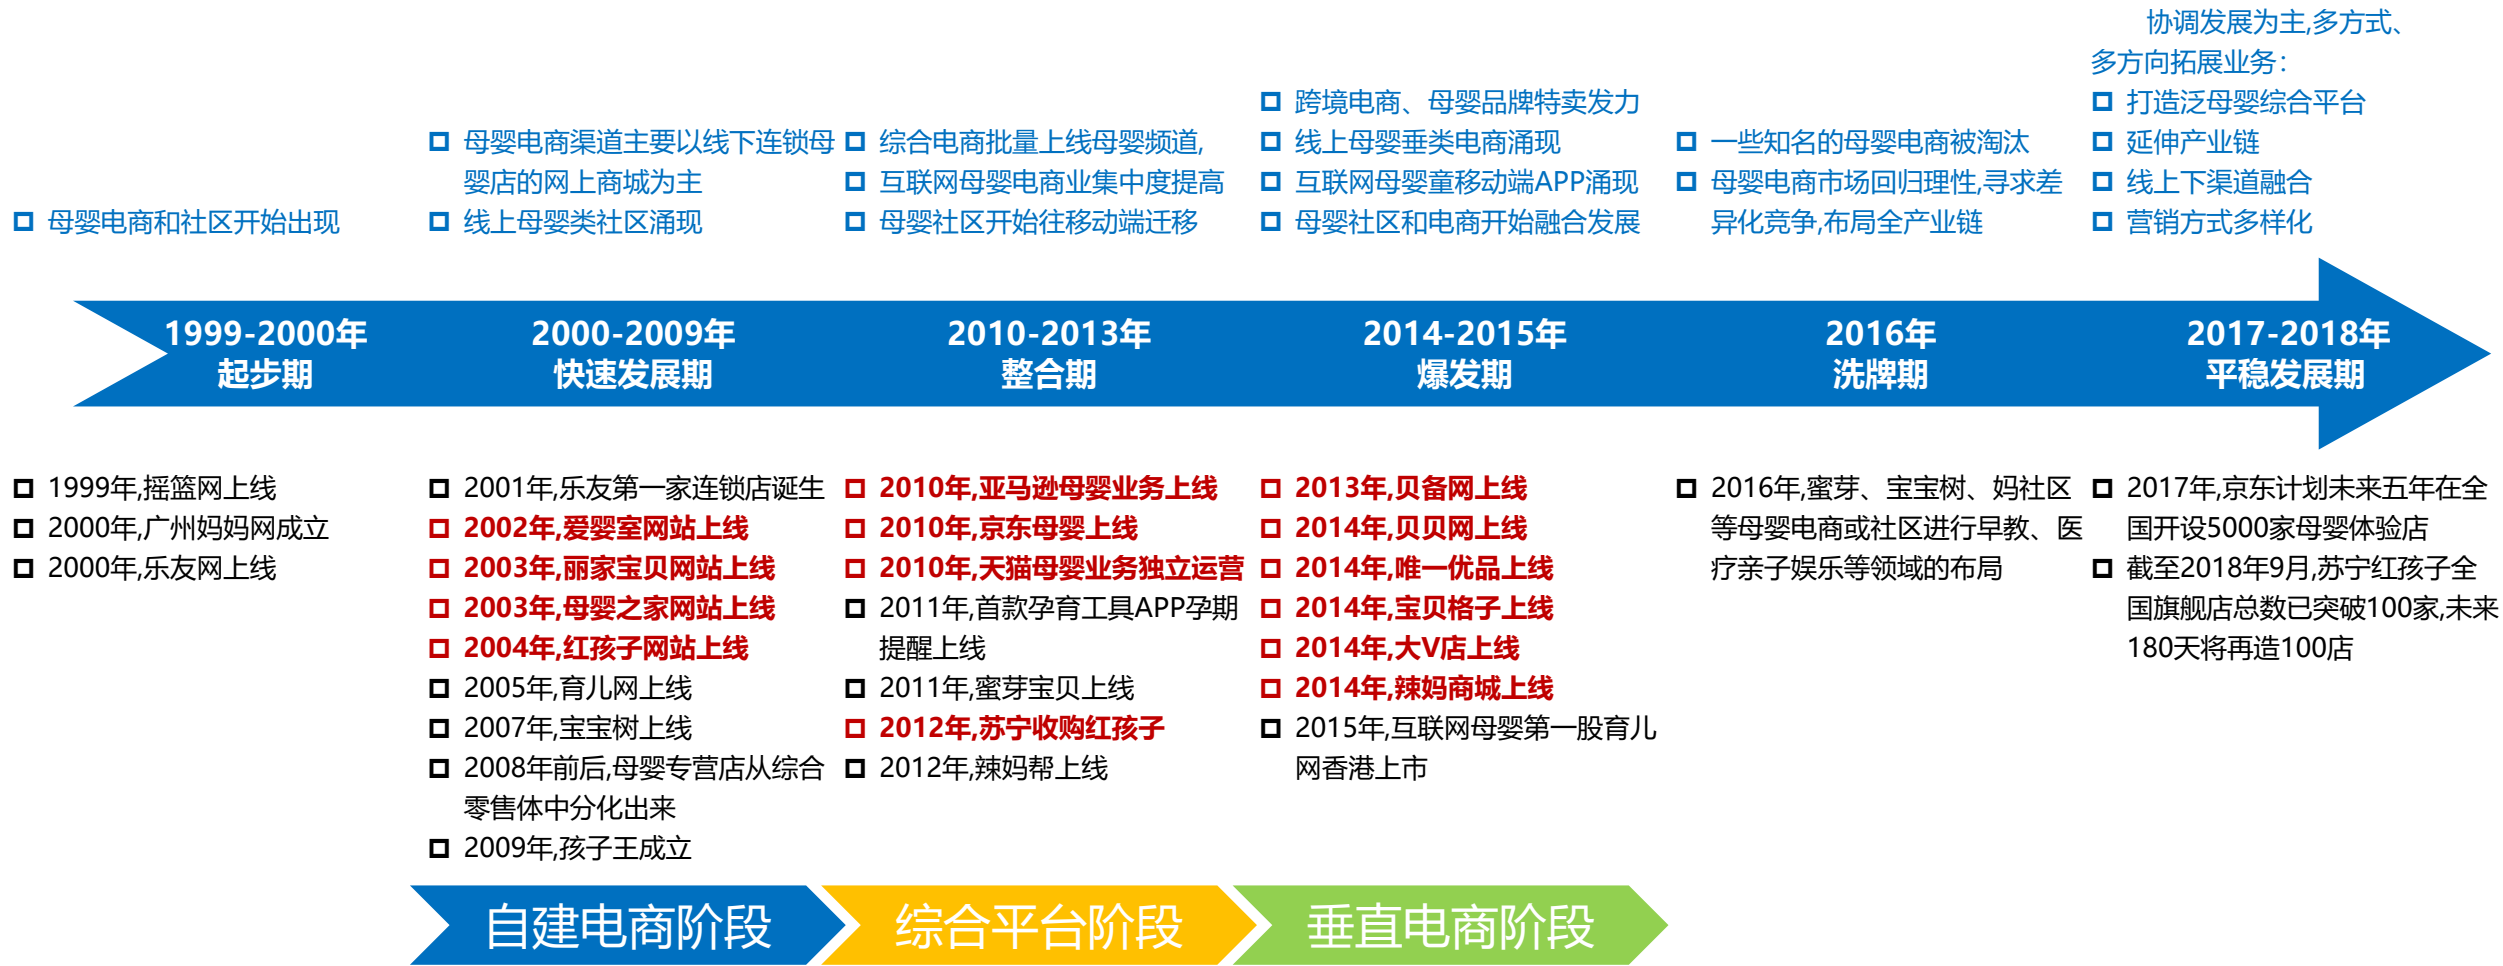 母婴电商和社区开始出现
母婴电商渠道主要以线下连锁母
婴店的网上商城为主
线上母婴类社区涌现
综合电商批量上线母婴频道,
互联网母婴电商业集中度提高
母婴社区开始往移动端迁移
跨境电商、母婴品牌特卖发力
线上母婴垂类电商涌现
互联网母婴童移动端APP涌现
母婴社区和电商开始融合发展
一些知名的母婴电商被淘汰
母婴电商市场回归理性,寻求差
异化竞争,布局全产业链
协调发展为主,多方式、
多方向拓展业务：
打造泛母婴综合平台
延伸产业链
线上下渠道融合
营销方式多样化
1999-2000年
起步期
2000-2009年
快速发展期
2010-2013年
整合期
2014-2015年
爆发期
2016年
洗牌期
2017-2018年
平稳发展期
1999年,摇篮网上线
2000年,广州妈妈网成立
2000年,乐友网上线
2001年,乐友第一家连锁店诞生
2002年,爱婴室网站上线
2003年,丽家宝贝网站上线
2003年,母婴之家网站上线
2004年,红孩子网站上线
2005年,育儿网上线
2007年,宝宝树上线
2008年前后,母婴专营店从综合
零售体中分化出来
2009年,孩子王成立
2010年,亚马逊母婴业务上线
2010年,京东母婴上线
2010年,天猫母婴业务独立运营
2011年,首款孕育工具APP孕期
提醒上线
2011年,蜜芽宝贝上线
2012年,苏宁收购红孩子
2012年,辣妈帮上线
2013年,贝备网上线
2014年,贝贝网上线
2014年,唯一优品上线
2014年,宝贝格子上线
2014年,大V店上线
2014年,辣妈商城上线
2015年,互联网母婴第一股育儿
网香港上市
2016年,蜜芽、宝宝树、妈社区
等母婴电商或社区进行早教、医
疗亲子娱乐等领域的布局
2017年,京东计划未来五年在全
国开设5000家母婴体验店
截至2018年9月,苏宁红孩子全
国旗舰店总数已突破100家,未来
180天将再造100店
自建电商阶段
综合平台阶段
垂直电商阶段